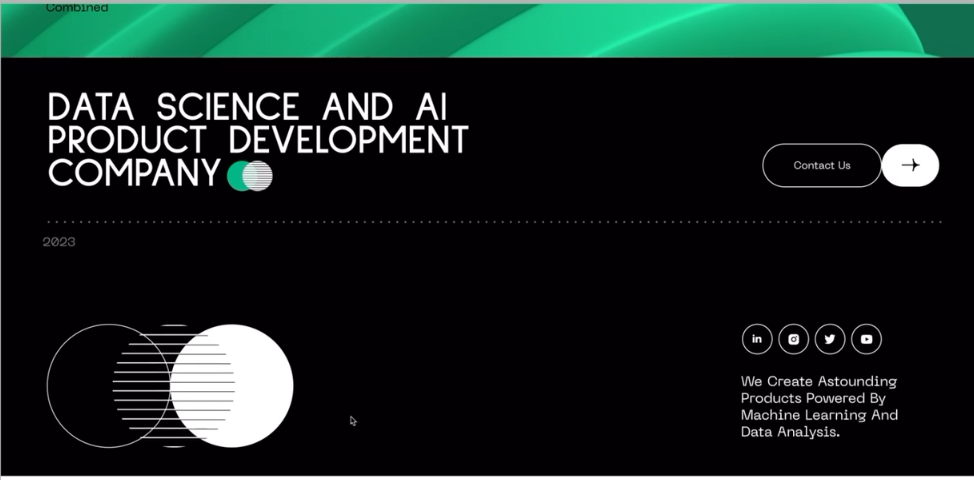 Combined
DATA SCIENCE AND AI
PRODUCT DEVELOPMENT
COMPANY
Contact Us
2023
in
We Create Astounding
Products Powered By
Machine Learning And
Data Analysis.